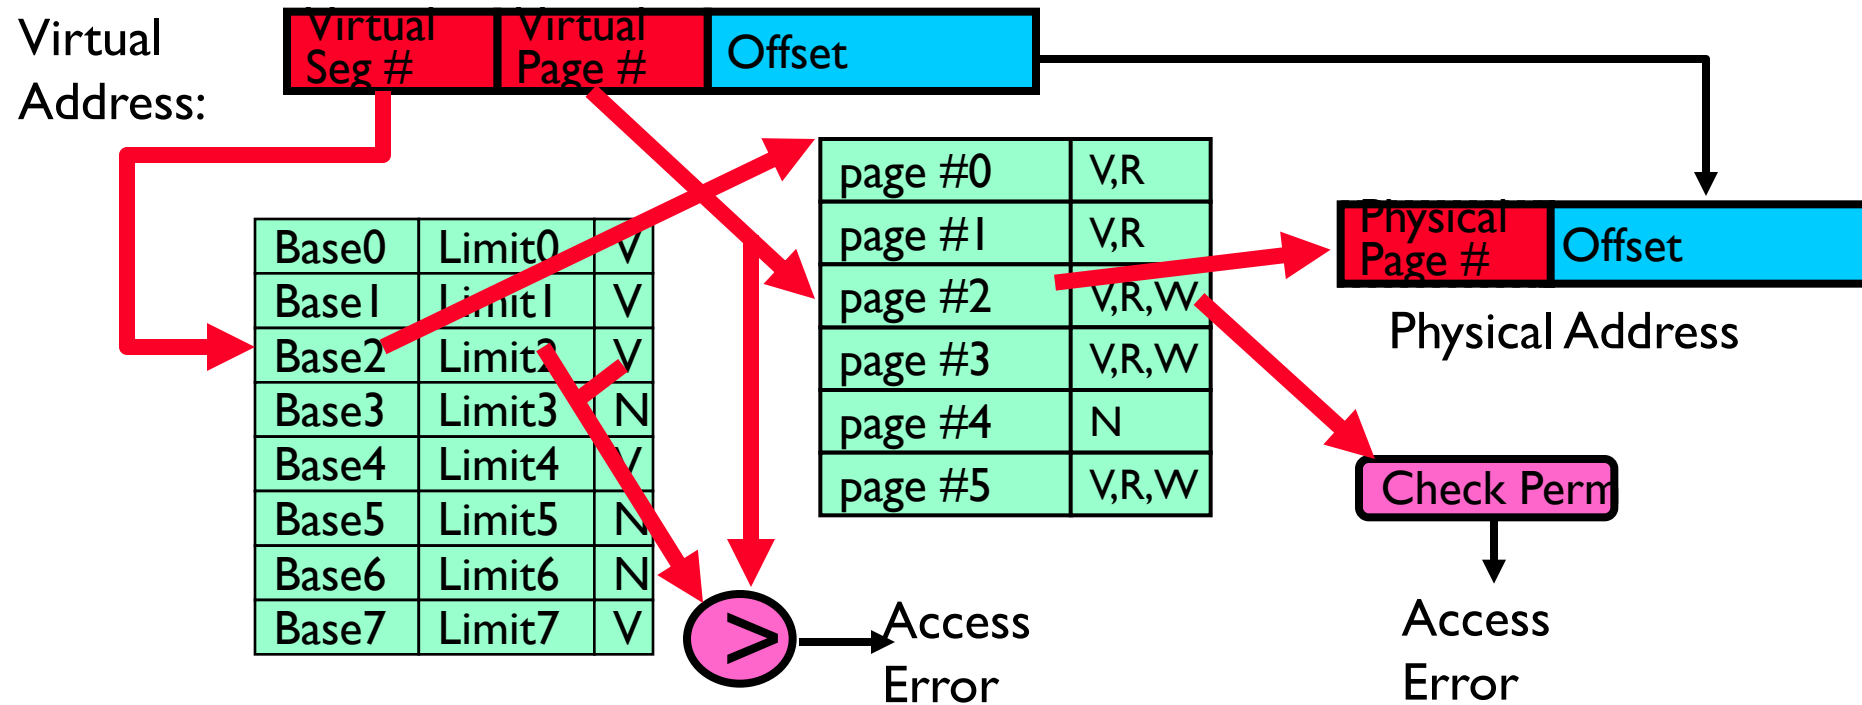 Virtual
Address:
Virtual
Seg #
Virtual
Page #
Offset
page #0 V,R
page #1 V,R
page #2 V,R,W
page #3 V,R,W
page #4 N
page #5 V,R,W
Physical
Page #
Offset
Physical Address
Base0 Limit0 V
Base1 Limit1 V
Base2 Limit2 V
Base3 Limit3 N
Base4 Limit4 V
Base5 Limit5 N
Base6 Limit6 N
Base7 Limit7 V
>
Access
Error
Check Perm
Access
Error